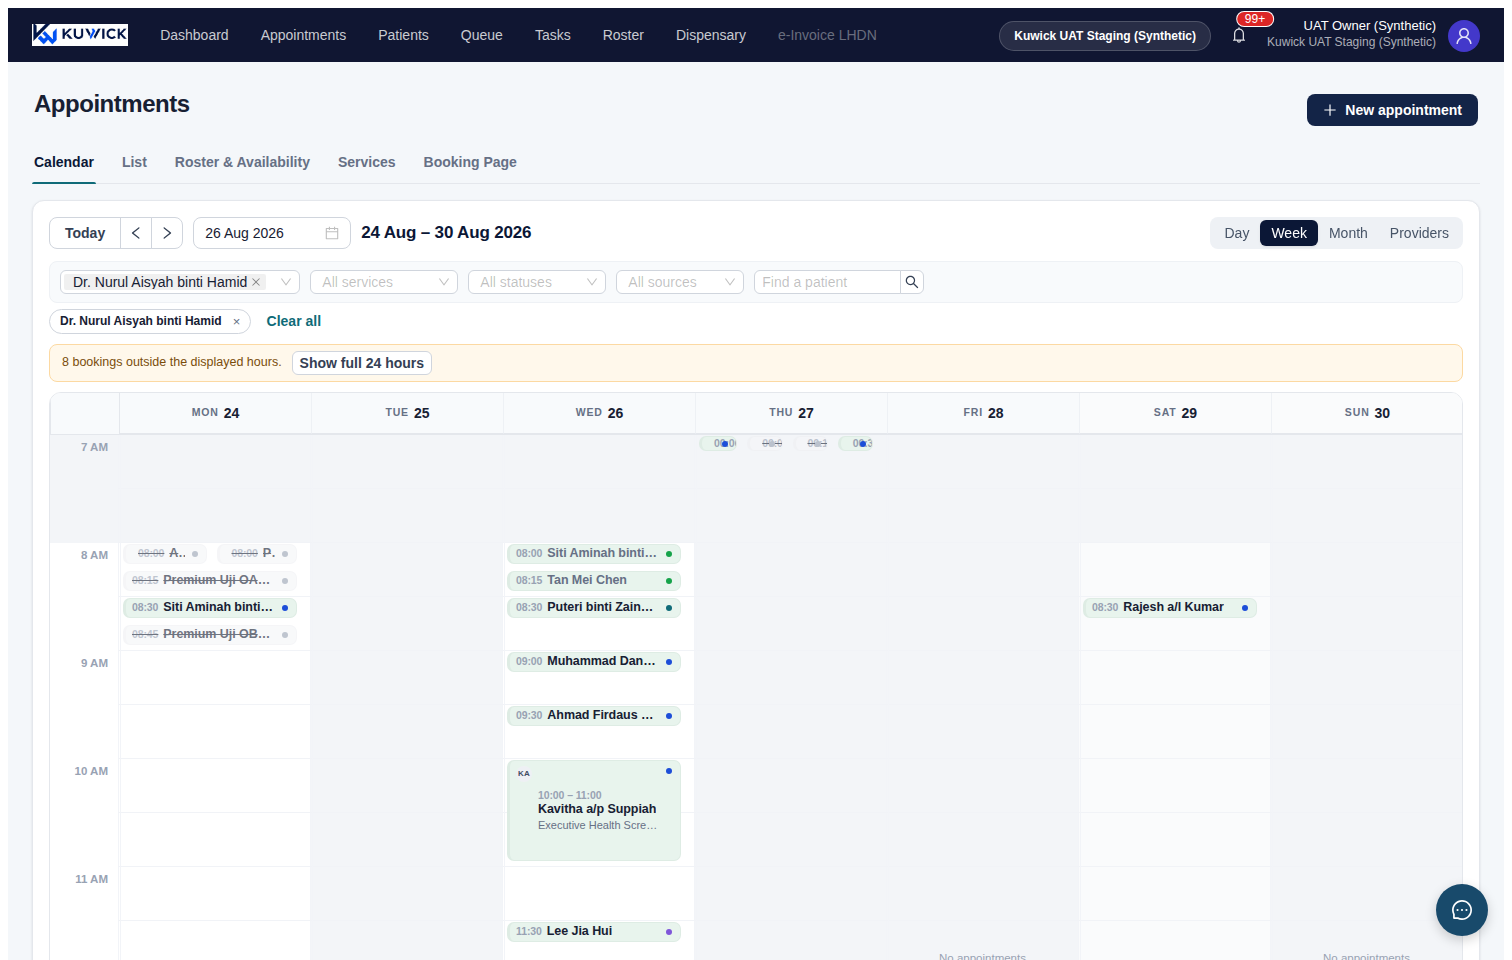 KUWICK
Dashboard Appointments Patients Queue Tasks Roster Dispensary e-Invoice LHDN
Kuwick UAT Staging (Synthetic)
99+
UAT Owner (Synthetic)
Kuwick UAT Staging (Synthetic)
Appointments
New appointment
Calendar List Roster & Availability Services Booking Page
Today 26 Aug 2026 24 Aug – 30 Aug 2026
Day Week Month Providers
Dr. Nurul Aisyah binti Hamid All services All statuses All sources Find a patient
Dr. Nurul Aisyah binti Hamid × Clear all
8 bookings outside the displayed hours. Show full 24 hours
MON 24 TUE 25 WED 26 THU 27 FRI 28 SAT 29 SUN 30
7 AM
8 AM
08:00 A… 08:00 P… 08:00 Siti Aminah binti…
08:15 Premium Uji OA… 08:15 Tan Mei Chen
08:30 Siti Aminah binti… 08:30 Puteri binti Zain… 08:30 Rajesh a/l Kumar
08:45 Premium Uji OB…
9 AM 09:00 Muhammad Dan…
09:30 Ahmad Firdaus …
10 AM KA
10:00 – 11:00
Kavitha a/p Suppiah
Executive Health Scre…
11 AM
11:30 Lee Jia Hui
No appointments No appointments